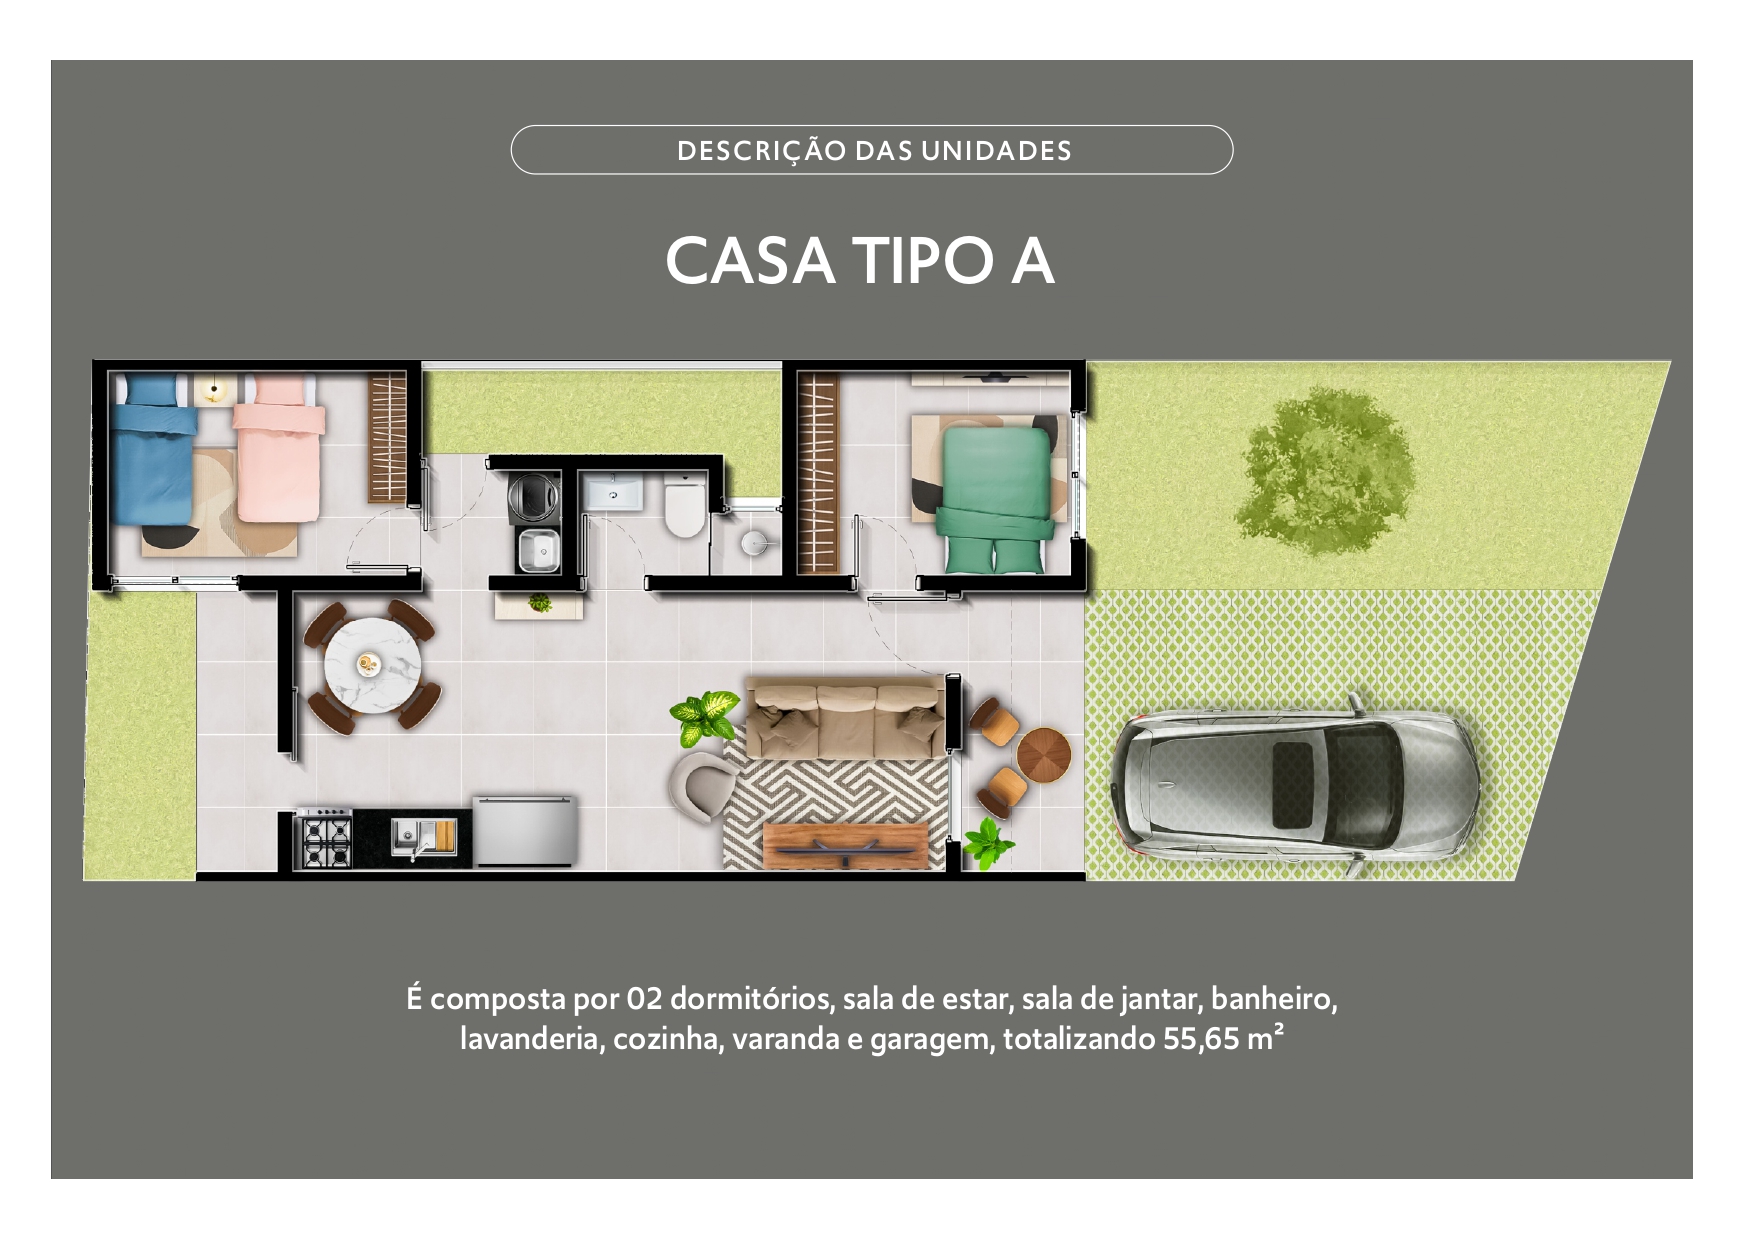 DESCRIÇÃO DAS UNIDADES
CASA TIPO A
É composta por 02 dormitórios, sala de estar, sala de jantar, banheiro,
lavanderia, cozinha, varanda e garagem, totalizando 55,65 m²